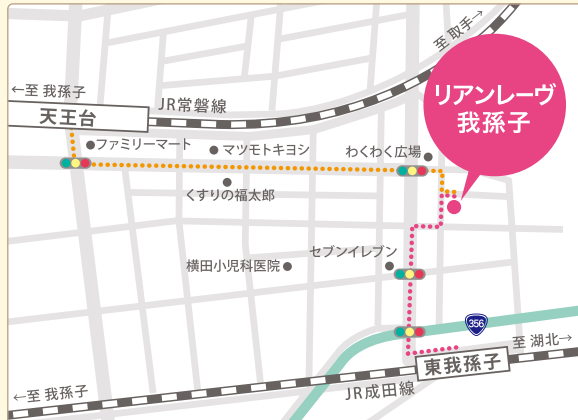 至 取手→
←至 我孫子
リアンレーヴ
我孫子
JR常磐線
天王台
ファミリーマート
マツモトキヨシ
わくわく広場
くすりの福太郎
セブンイレブン
横田小児科医院
356
至 湖北→
東我孫子
←至 我孫子
JR成田線